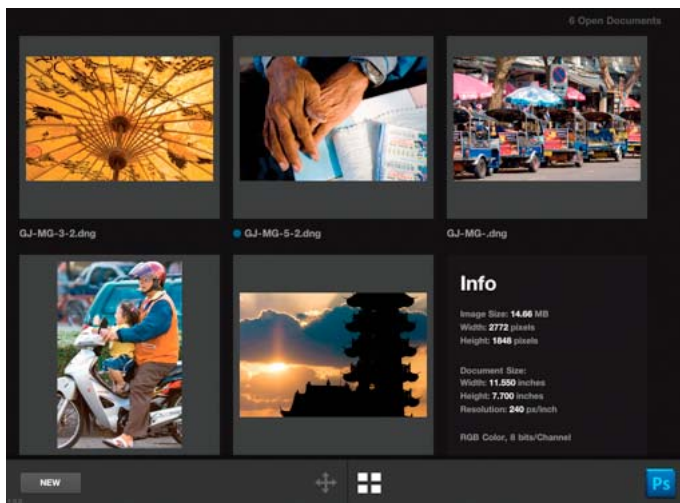 6 Open Documents
GJ-MG-3-2.dng
GJ-MG-5-2.dng
GJ-MG-.dng
Info
Image Size: 14.66 MB
Width: 2772 pixels
Height: 1848 pixels
Document Size:
Width: 11.550 inches
Height: 7.700 inches
Resolution: 240 px/inch
RGB Color, 8 bits/Channel
NEW
Ps